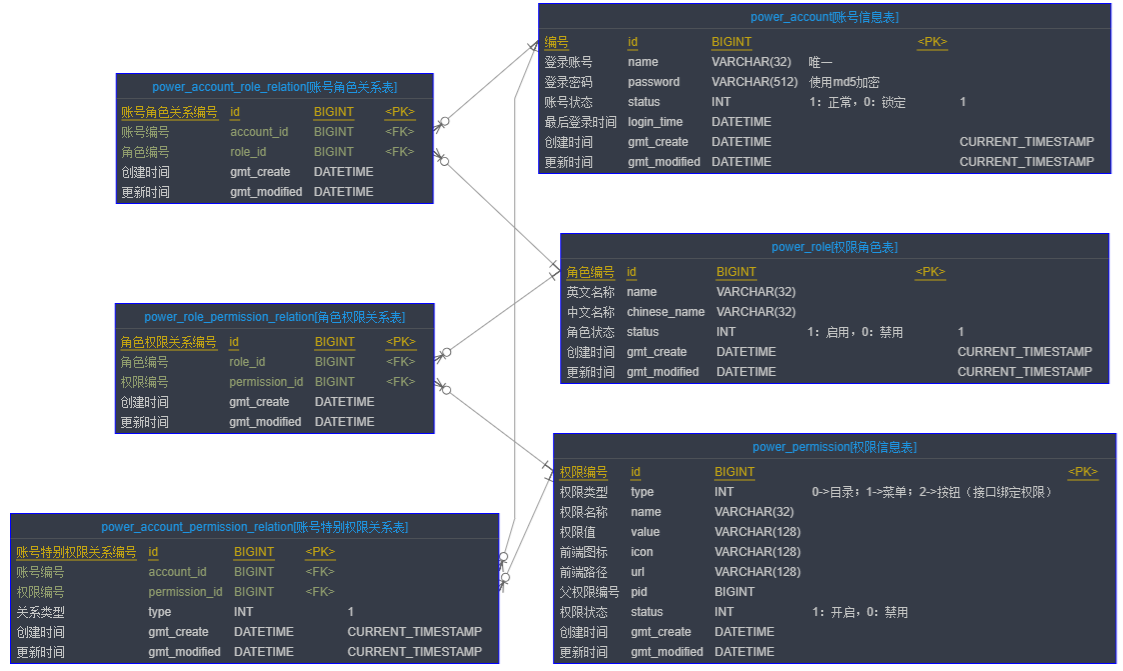 power_account[账号信息表]
编号 id BIGINT <PK>
登录账号 name VARCHAR(32) 唯一
登录密码 password VARCHAR(512) 使用md5加密
账号状态 status INT 1：正常，0：锁定 1
最后登录时间 login_time DATETIME
创建时间 gmt_create DATETIME CURRENT_TIMESTAMP
更新时间 gmt_modified DATETIME CURRENT_TIMESTAMP
power_account_role_relation[账号角色关系表]
账号角色关系编号 id BIGINT <PK>
账号编号 account_id BIGINT <FK>
角色编号 role_id BIGINT <FK>
创建时间 gmt_create DATETIME
更新时间 gmt_modified DATETIME
power_role[权限角色表]
角色编号 id BIGINT <PK>
英文名称 name VARCHAR(32)
中文名称 chinese_name VARCHAR(32)
角色状态 status INT 1：启用，0：禁用 1
创建时间 gmt_create DATETIME CURRENT_TIMESTAMP
更新时间 gmt_modified DATETIME CURRENT_TIMESTAMP
power_role_permission_relation[角色权限关系表]
角色权限关系编号 id BIGINT <PK>
角色编号 role_id BIGINT <FK>
权限编号 permission_id BIGINT <FK>
创建时间 gmt_create DATETIME
更新时间 gmt_modified DATETIME
power_permission[权限信息表]
权限编号 id BIGINT <PK>
权限类型 type INT 0->目录；1->菜单；2->按钮（接口绑定权限）
权限名称 name VARCHAR(32)
权限值 value VARCHAR(128)
前端图标 icon VARCHAR(128)
前端路径 url VARCHAR(128)
父权限编号 pid BIGINT
权限状态 status INT 1：开启，0：禁用
创建时间 gmt_create DATETIME
更新时间 gmt_modified DATETIME
power_account_permission_relation[账号特别权限关系表]
账号特别权限关系编号 id BIGINT <PK>
账号编号 account_id BIGINT <FK>
权限编号 permission_id BIGINT <FK>
关系类型 type INT 1
创建时间 gmt_create DATETIME CURRENT_TIMESTAMP
更新时间 gmt_modified DATETIME CURRENT_TIMESTAMP